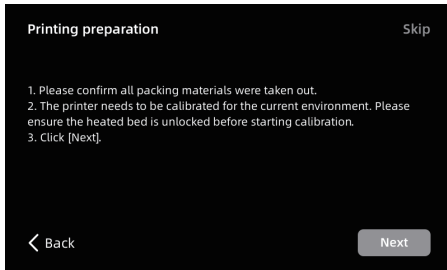 Printing preparation
Skip
1. Please confirm all packing materials were taken out.
2. The printer needs to be calibrated for the current environment. Please
ensure the heated bed is unlocked before starting calibration.
3. Click [Next].
Back
Next